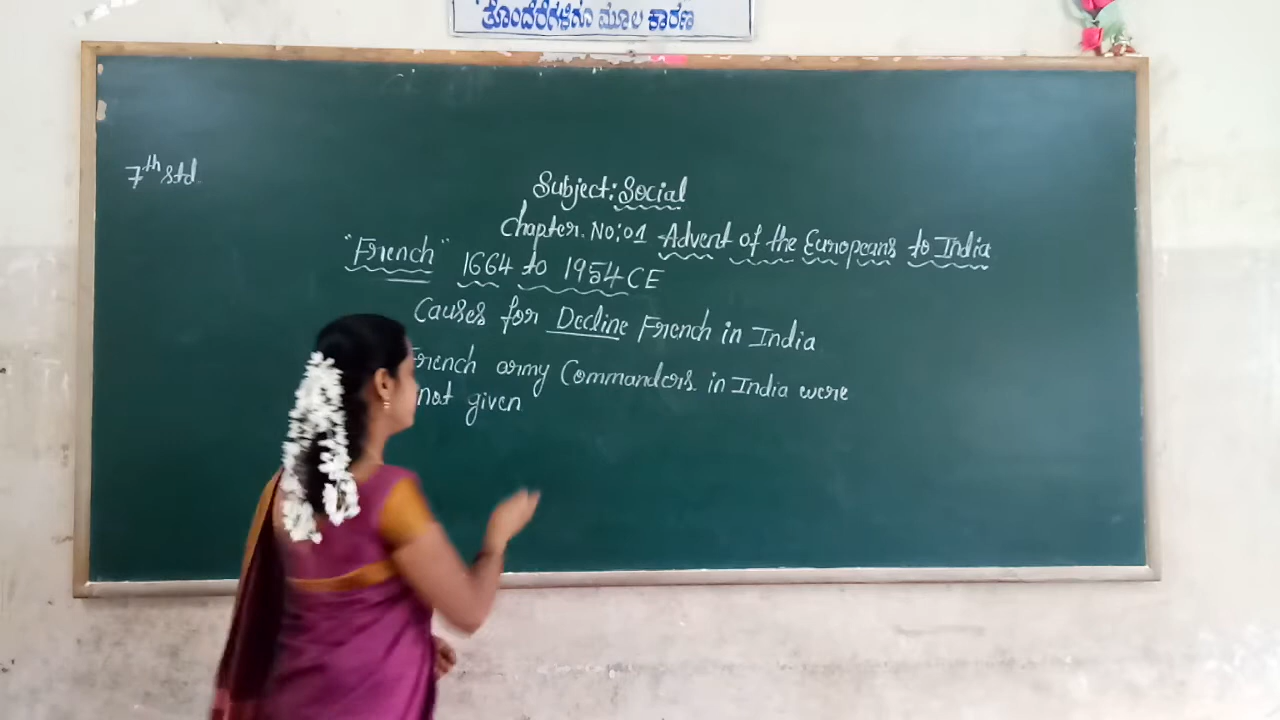 ತೊಂದರೆಗಳಿಗೂ ಮೂಲ ಕಾರಣ
7th std.
Subject: Social
Chapter. No: 01 Advent of the Europeans to India
"French" 1664 to 1954 CE
Causes for Decline French in India
French army Commanders in India were
not given